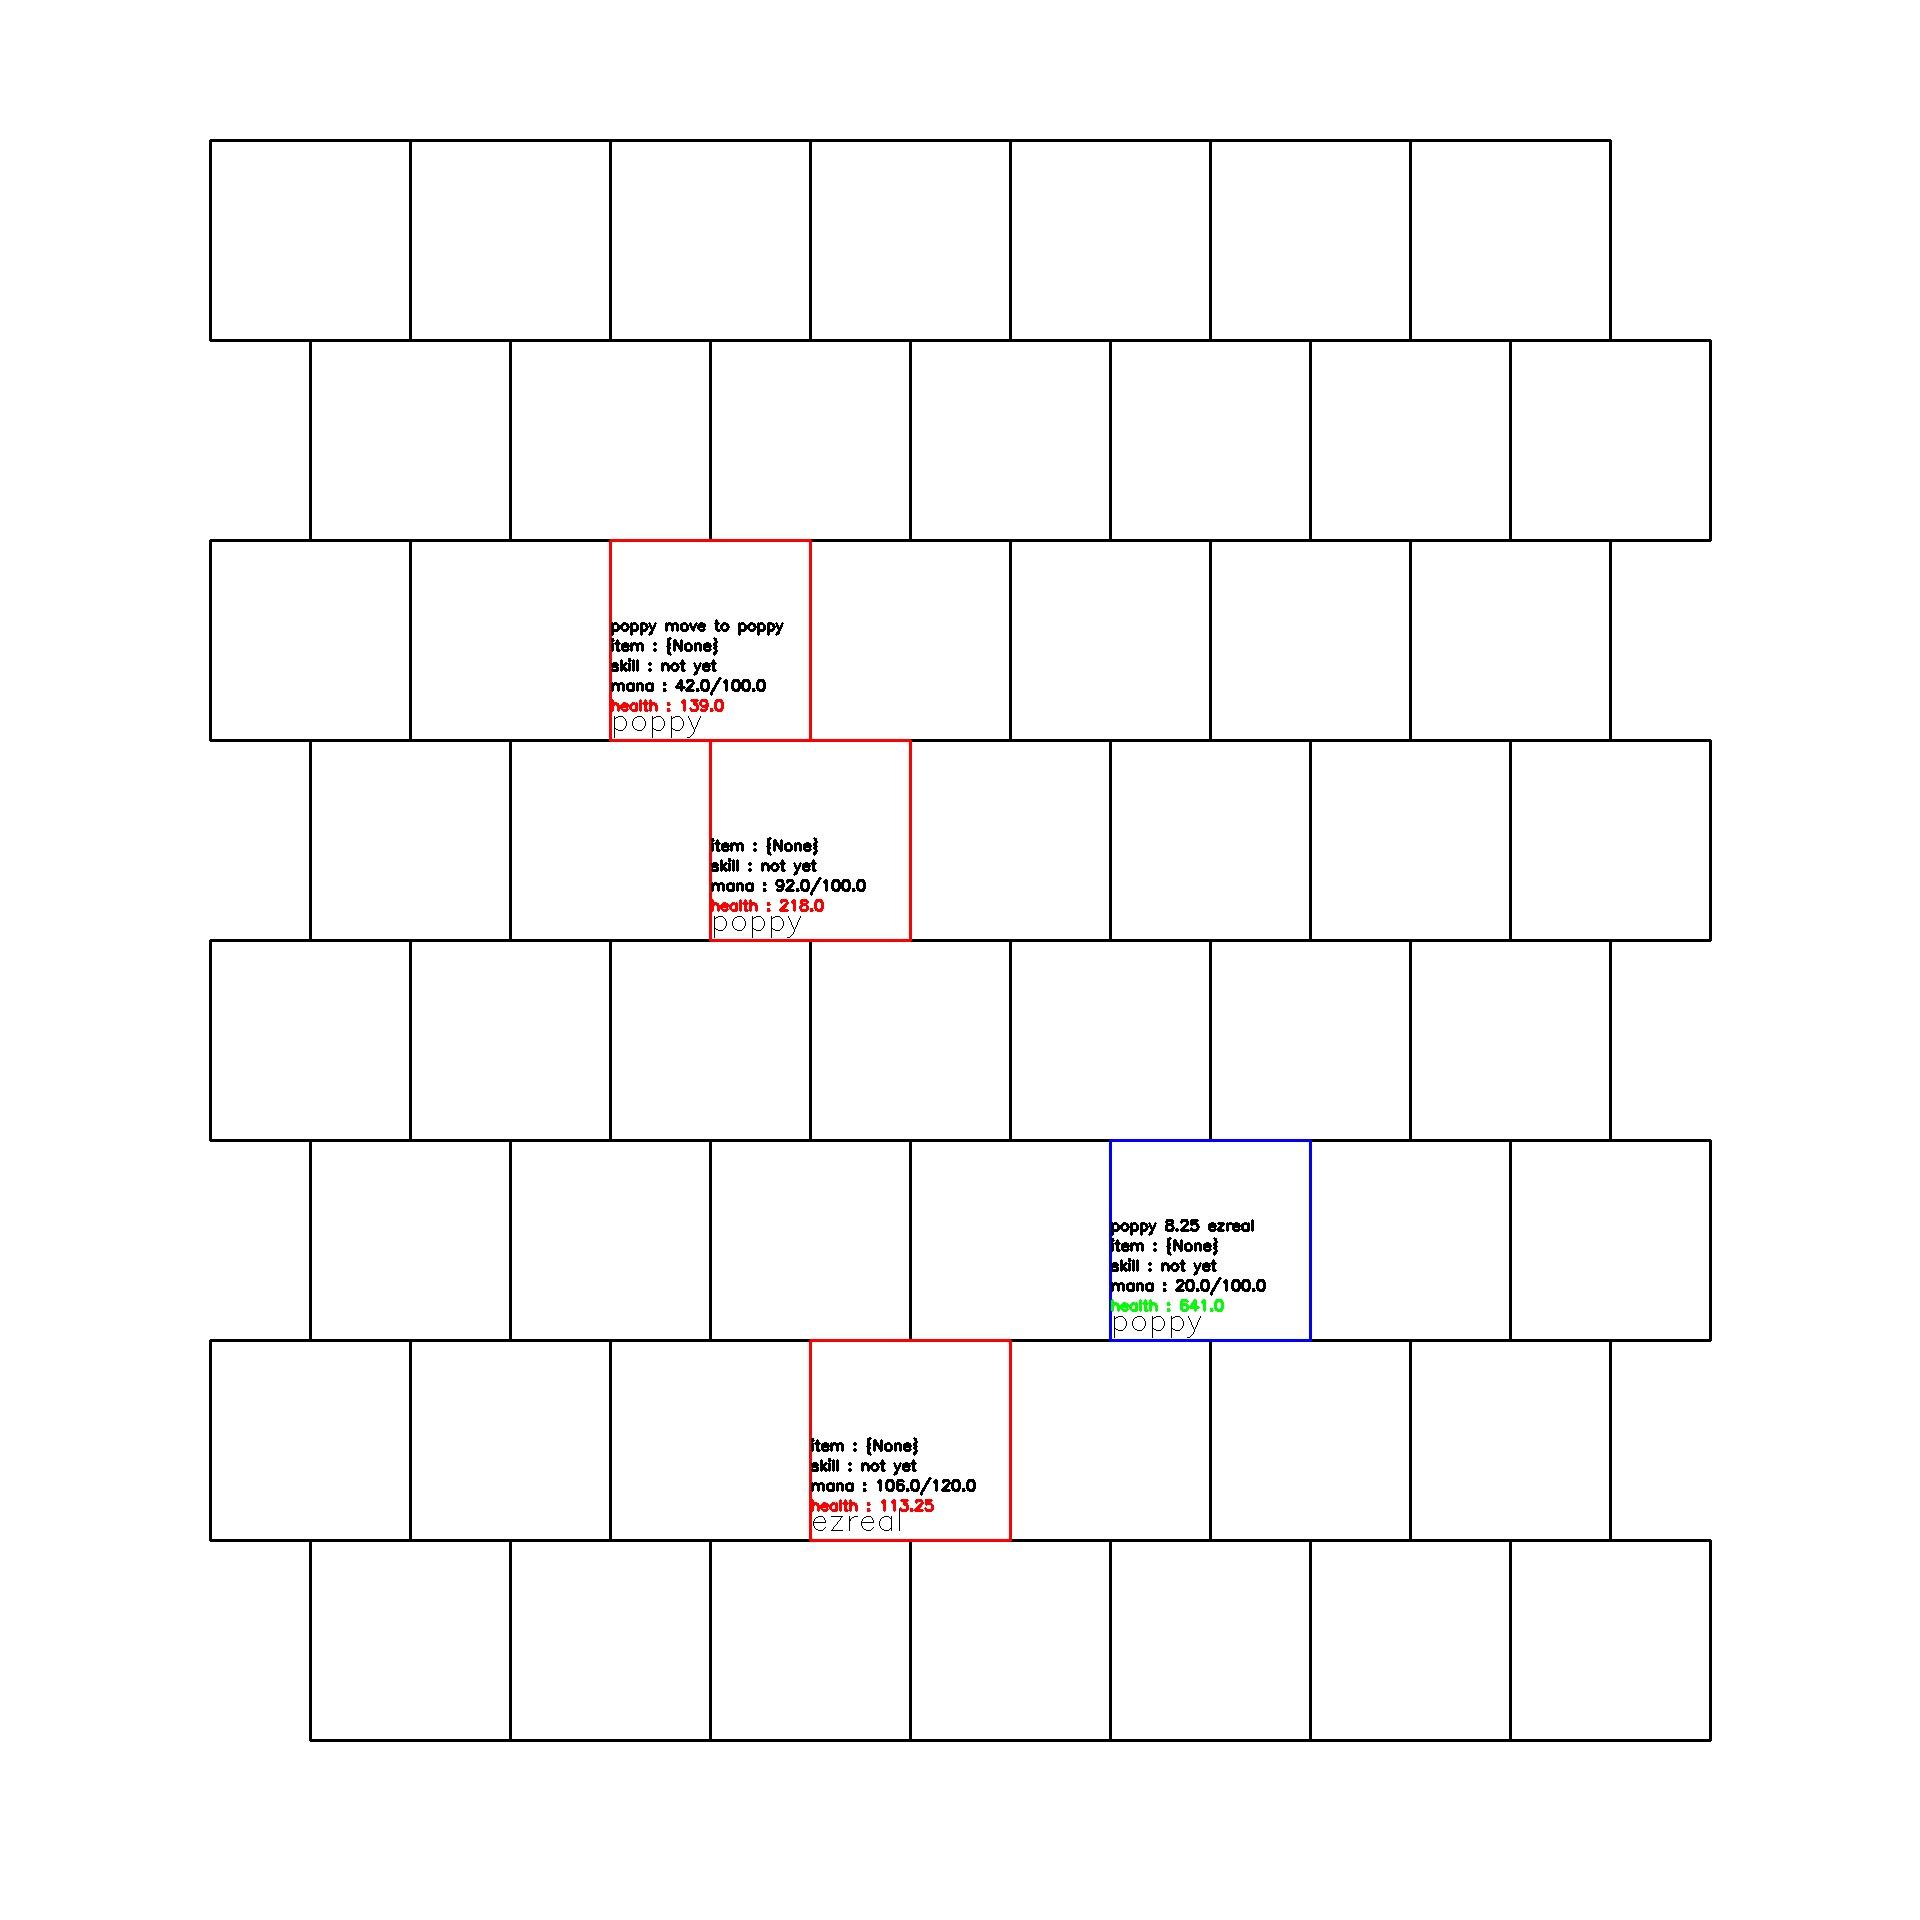 poppy move to poppy
item : {None}
skill : not yet
mana : 42.0/100.0
health : 139.0
poppy
item : {None}
skill : not yet
mana : 92.0/100.0
health : 218.0
poppy
poppy 8.25 ezreal
item : {None}
skill : not yet
mana : 20.0/100.0
health : 641.0
poppy
item : {None}
skill : not yet
mana : 106.0/120.0
health : 113.25
ezreal